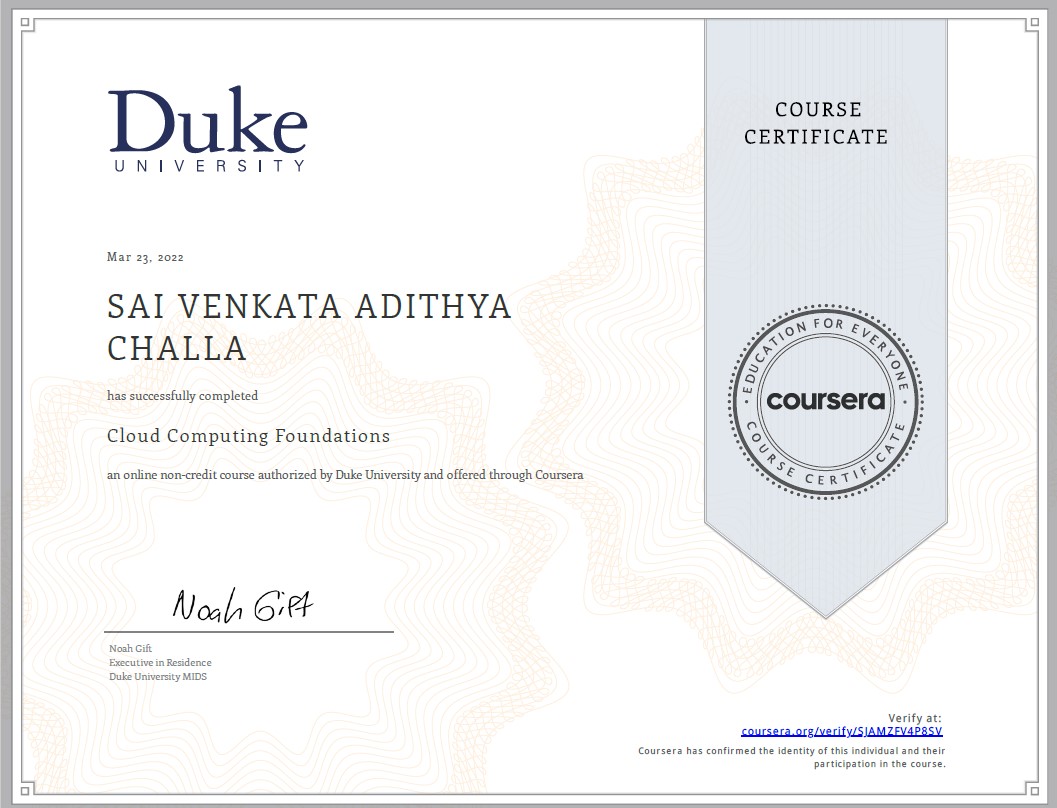 Duke
UNIVERSITY
COURSE
CERTIFICATE
Mar 23, 2022
SAI VENKATA ADITHYA
CHALLA
has successfully completed
Cloud Computing Foundations
an online non-credit course authorized by Duke University and offered through Coursera
EDUCATION FOR EVERYONE
coursera
COURSE CERTIFICATE
Noah Gift
Noah Gift
Executive in Residence
Duke University MIDS
Verify at:
coursera.org/verify/SJAMZFV4P8SV
Coursera has confirmed the identity of this individual and their
participation in the course.